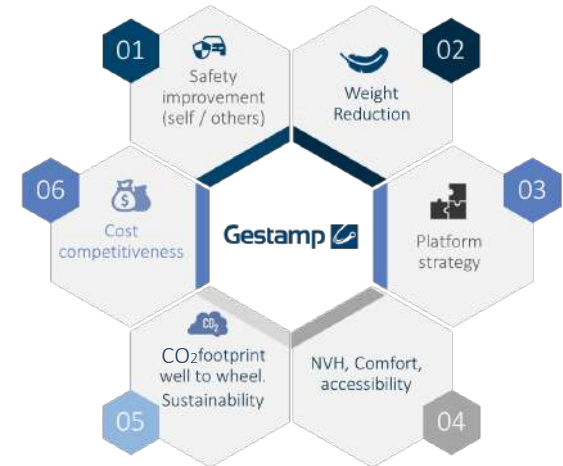 01
Safety
improvement
(self / others)
02
Weight
Reduction
03
Platform
strategy
NVH, Comfort,
accessibility
04
CO₂
CO2footprint
well to wheel.
Sustainability
05
06
$
Cost
competitiveness
Gestamp